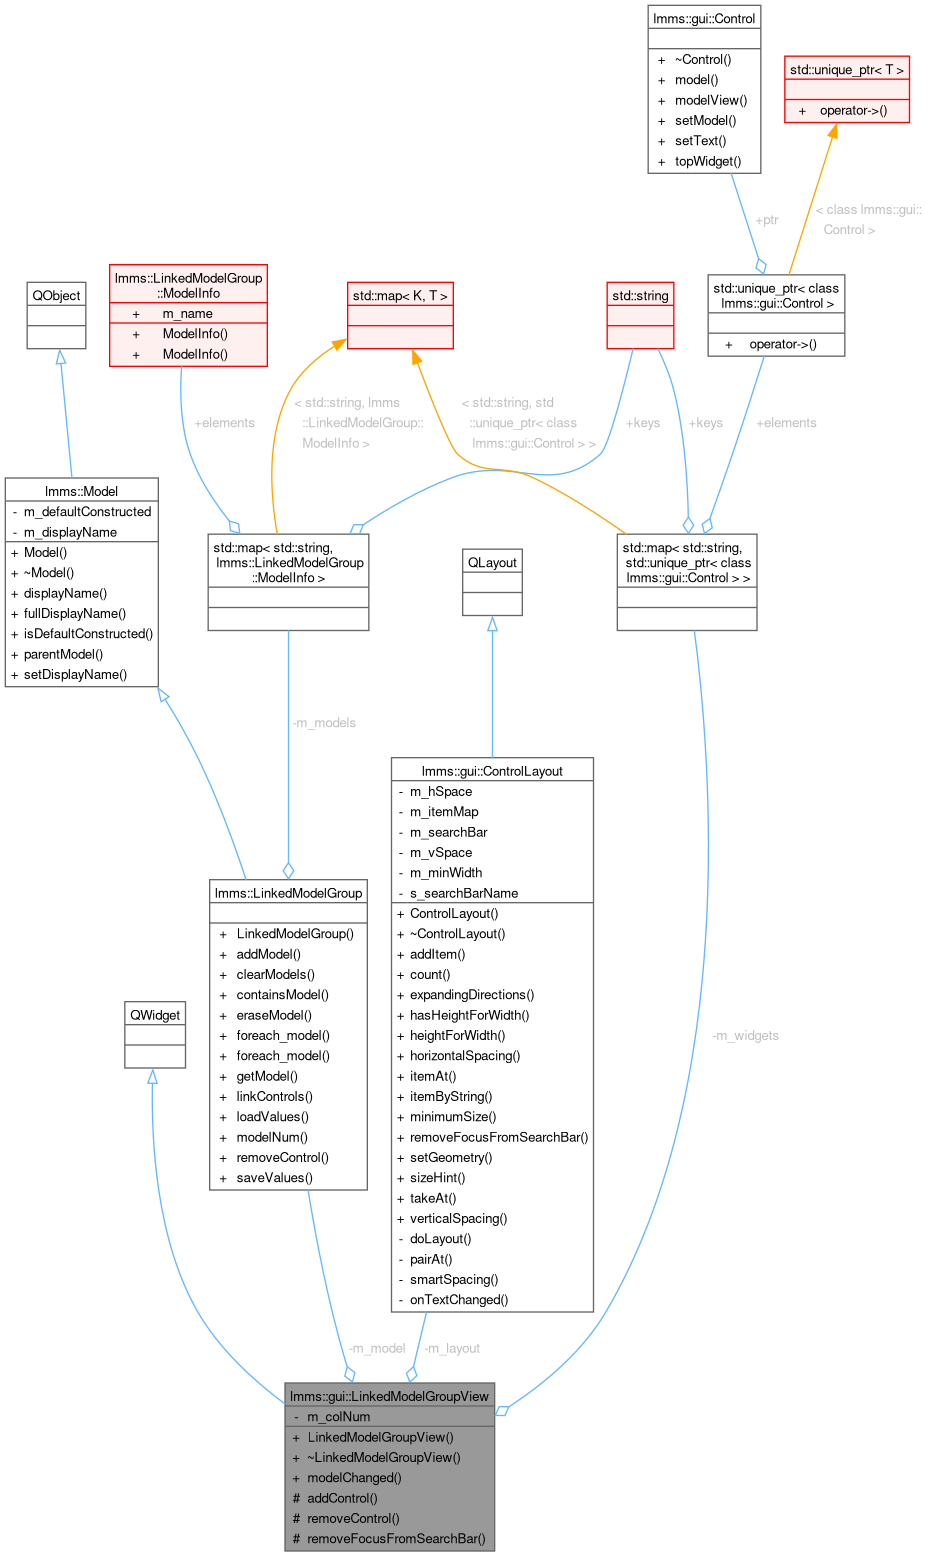 lmms::gui::Control
+ ~Control()
+ model()
+ modelView()
+ setModel()
+ setText()
+ topWidget()
std::unique_ptr< T >
+ operator->()
+ptr
< class lmms::gui::
Control >
QObject
lmms::LinkedModelGroup
::ModelInfo
+ m_name
+ ModelInfo()
+ ModelInfo()
std::map< K, T >
std::string
std::unique_ptr< class
lmms::gui::Control >
+ operator->()
+elements
< std::string, lmms
::LinkedModelGroup::
ModelInfo >
< std::string, std
::unique_ptr< class
lmms::gui::Control > >
+keys
+keys
+elements
lmms::Model
- m_defaultConstructed
- m_displayName
+ Model()
+ ~Model()
+ displayName()
+ fullDisplayName()
+ isDefaultConstructed()
+ parentModel()
+ setDisplayName()
std::map< std::string,
lmms::LinkedModelGroup
::ModelInfo >
QLayout
std::map< std::string,
std::unique_ptr< class
lmms::gui::Control > >
-m_models
lmms::gui::ControlLayout
- m_hSpace
- m_itemMap
- m_searchBar
- m_vSpace
- m_minWidth
- s_searchBarName
+ ControlLayout()
+ ~ControlLayout()
+ addItem()
+ count()
+ expandingDirections()
+ hasHeightForWidth()
+ heightForWidth()
+ horizontalSpacing()
+ itemAt()
+ itemByString()
+ minimumSize()
+ removeFocusFromSearchBar()
+ setGeometry()
+ sizeHint()
+ takeAt()
+ verticalSpacing()
- doLayout()
- pairAt()
- smartSpacing()
- onTextChanged()
lmms::LinkedModelGroup
+ LinkedModelGroup()
+ addModel()
+ clearModels()
+ containsModel()
+ eraseModel()
+ foreach_model()
+ foreach_model()
+ getModel()
+ linkControls()
+ loadValues()
+ modelNum()
+ removeControl()
+ saveValues()
QWidget
-m_widgets
-m_model
-m_layout
lmms::gui::LinkedModelGroupView
- m_colNum
+ LinkedModelGroupView()
+ ~LinkedModelGroupView()
+ modelChanged()
# addControl()
# removeControl()
# removeFocusFromSearchBar()